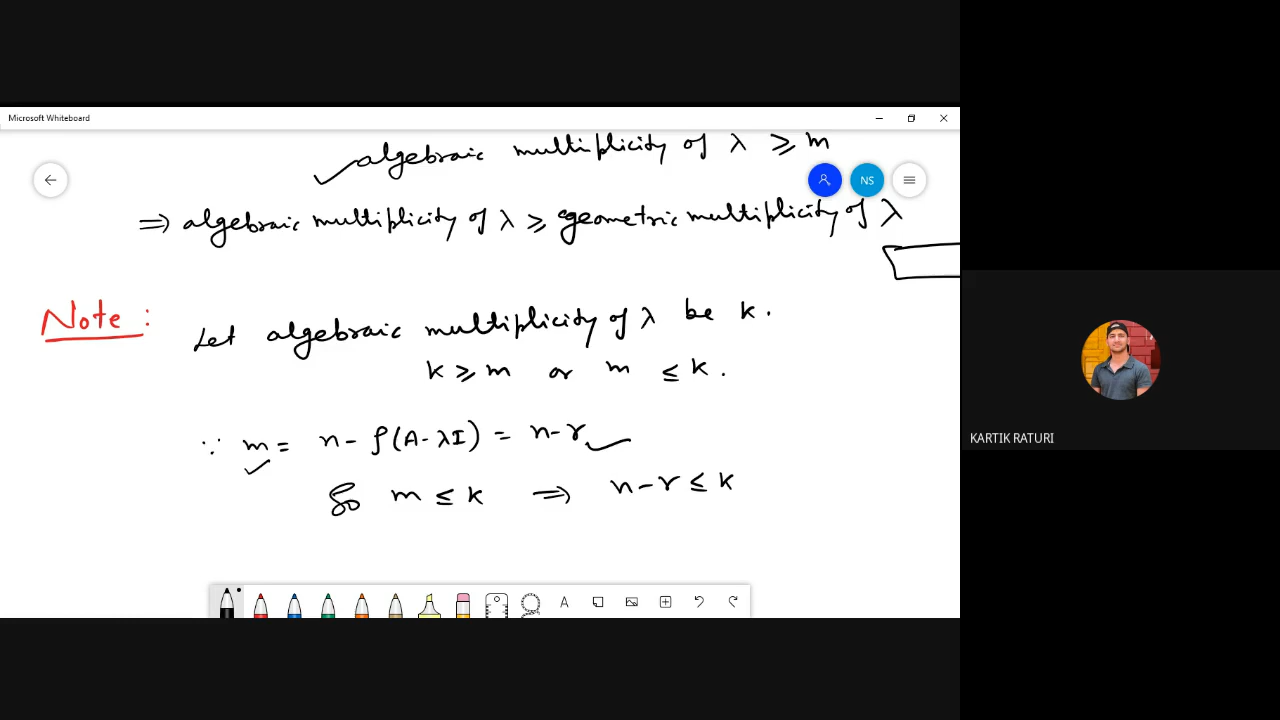 Microsoft Whiteboard
algebraic multiplicity of λ ≥ m
NS
⇒ algebraic multiplicity of λ ≥ geometric multiplicity of λ
Note :
Let algebraic multiplicity of λ be k.
k ≥ m or m ≤ k.
∵ m = n - ρ(A - λI) = n - r
So m ≤ k ⇒ n - r ≤ k
A
KARTIK RATURI